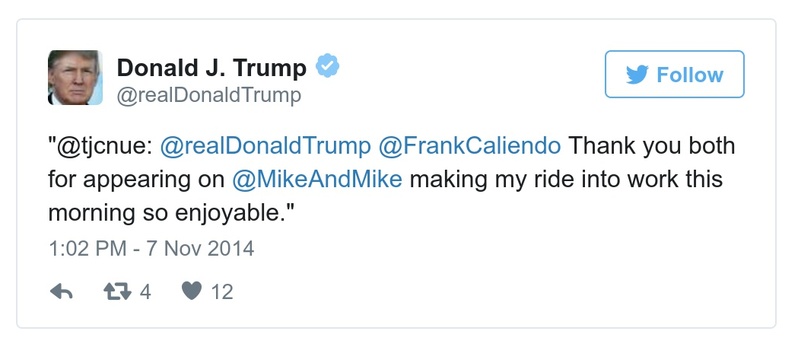 Donald J. Trump
@realDonaldTrump
Follow
"@tjcnue: @realDonaldTrump @FrankCaliendo Thank you both
for appearing on @MikeAndMike making my ride into work this
morning so enjoyable."
1:02 PM - 7 Nov 2014
4 12